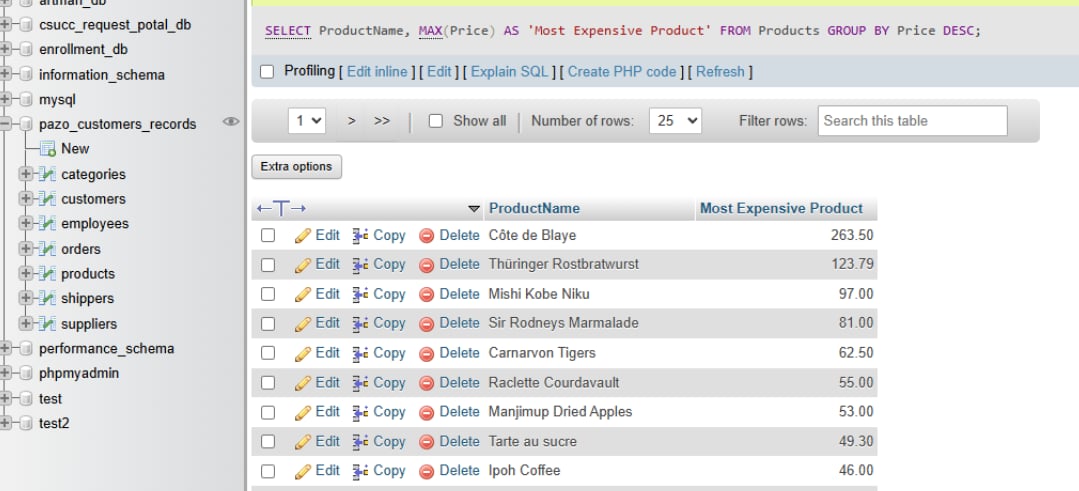 artman_db
csucc_request_potal_db
enrollment_db
information_schema
mysql
pazo_customers_records
New
categories
customers
employees
orders
products
shippers
suppliers
performance_schema
phpmyadmin
test
test2
SELECT ProductName, MAX(Price) AS 'Most Expensive Product' FROM Products GROUP BY Price DESC;
Profiling [ Edit inline ] [ Edit ] [ Explain SQL ] [ Create PHP code ] [ Refresh ]
1 > >> | Show all | Number of rows: 25 Filter rows: Search this table
Extra options
←T→ ProductName Most Expensive Product
Edit Copy Delete Côte de Blaye 263.50
Edit Copy Delete Thüringer Rostbratwurst 123.79
Edit Copy Delete Mishi Kobe Niku 97.00
Edit Copy Delete Sir Rodneys Marmalade 81.00
Edit Copy Delete Carnarvon Tigers 62.50
Edit Copy Delete Raclette Courdavault 55.00
Edit Copy Delete Manjimup Dried Apples 53.00
Edit Copy Delete Tarte au sucre 49.30
Edit Copy Delete Ipoh Coffee 46.00